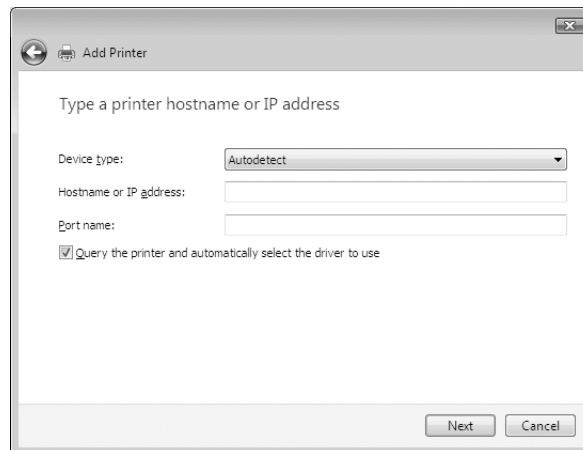 Add Printer
Type a printer hostname or IP address
Device type: Autodetect
Hostname or IP address:
Port name:
Query the printer and automatically select the driver to use
Next Cancel